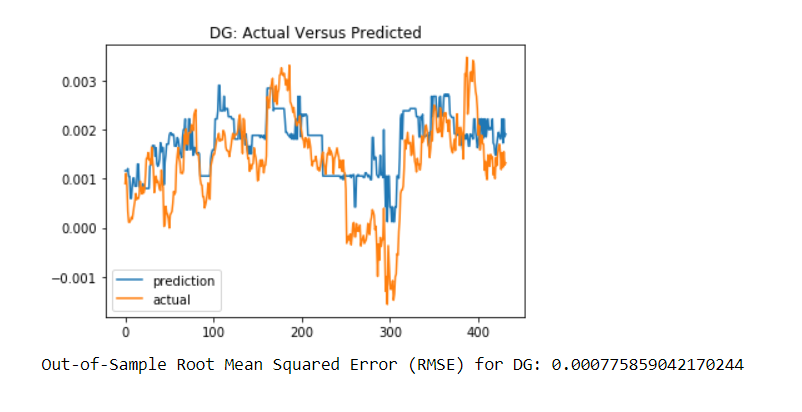 DG: Actual Versus Predicted
0.003
0.002
0.001
0.000
−0.001
prediction
actual
0 100 200 300 400
Out-of-Sample Root Mean Squared Error (RMSE) for DG: 0.000775859042170244